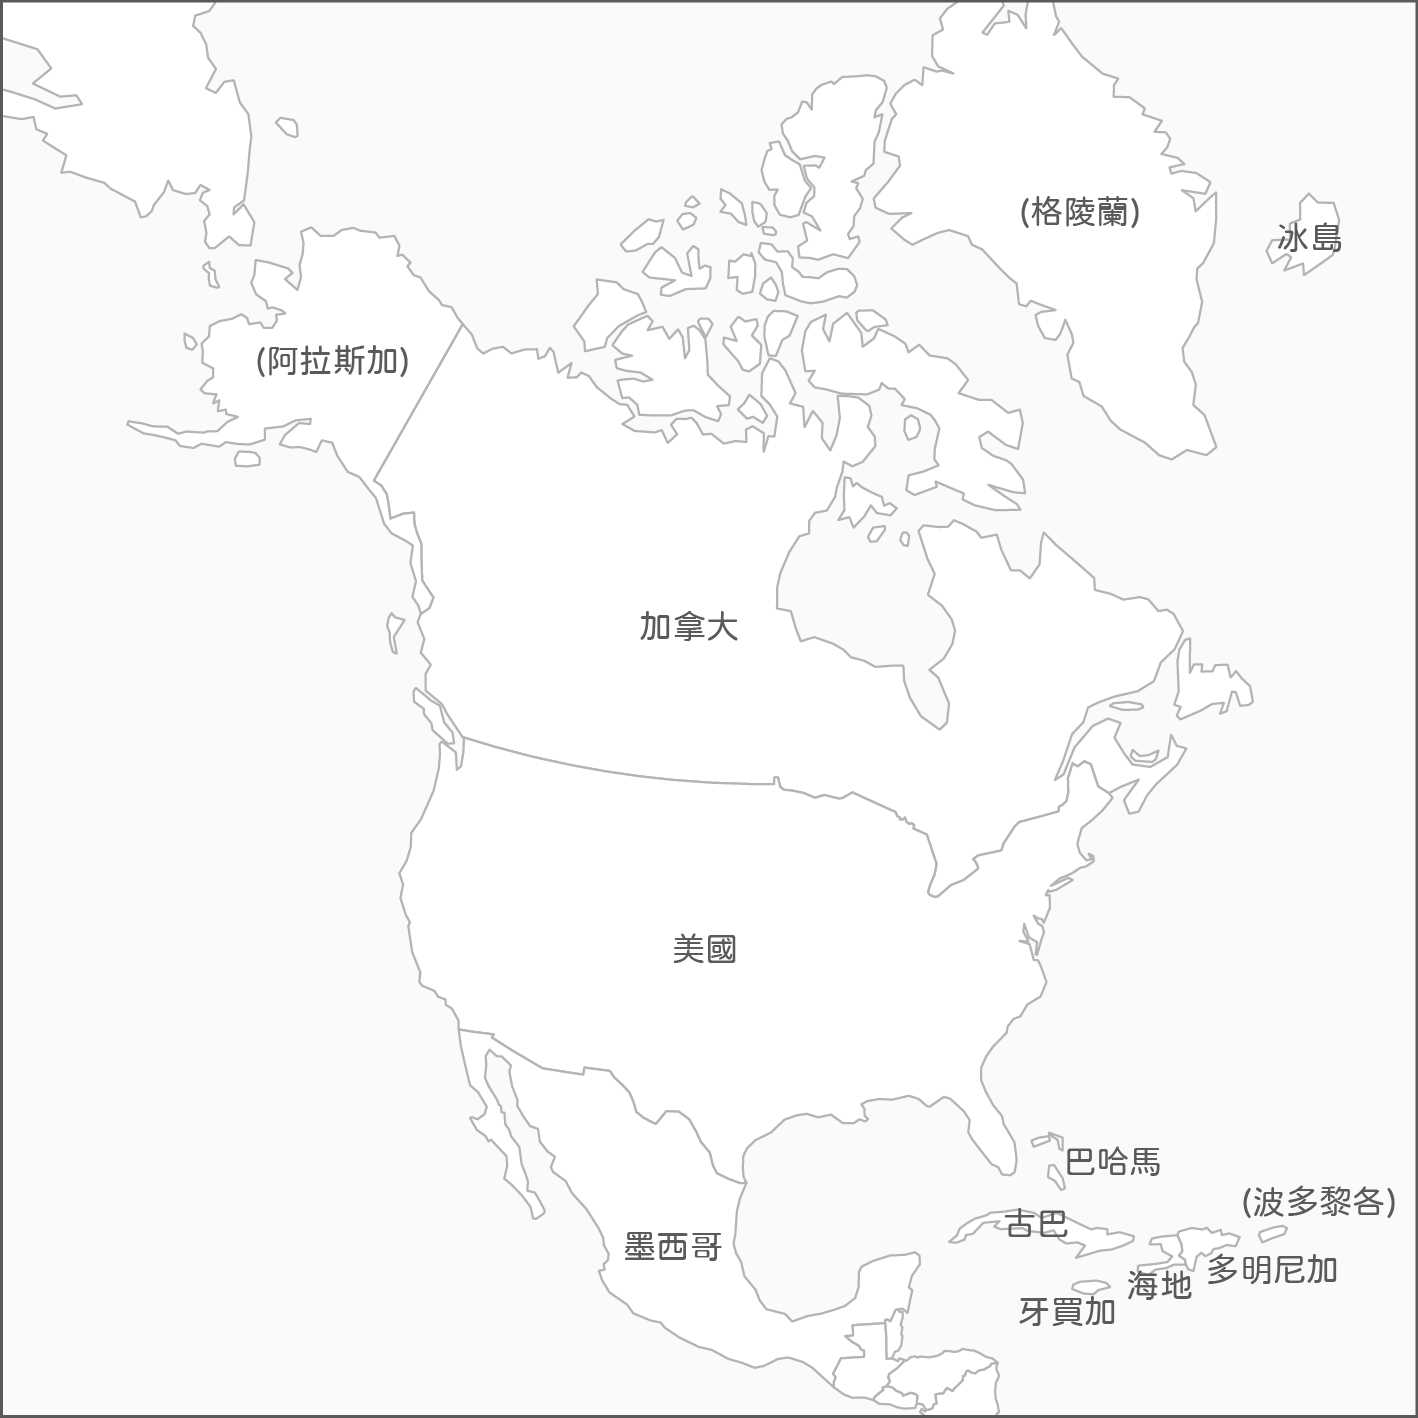 (格陵蘭)
冰島
(阿拉斯加)
加拿大
美國
巴哈馬
(波多黎各)
古巴
墨西哥
多明尼加
海地
牙買加